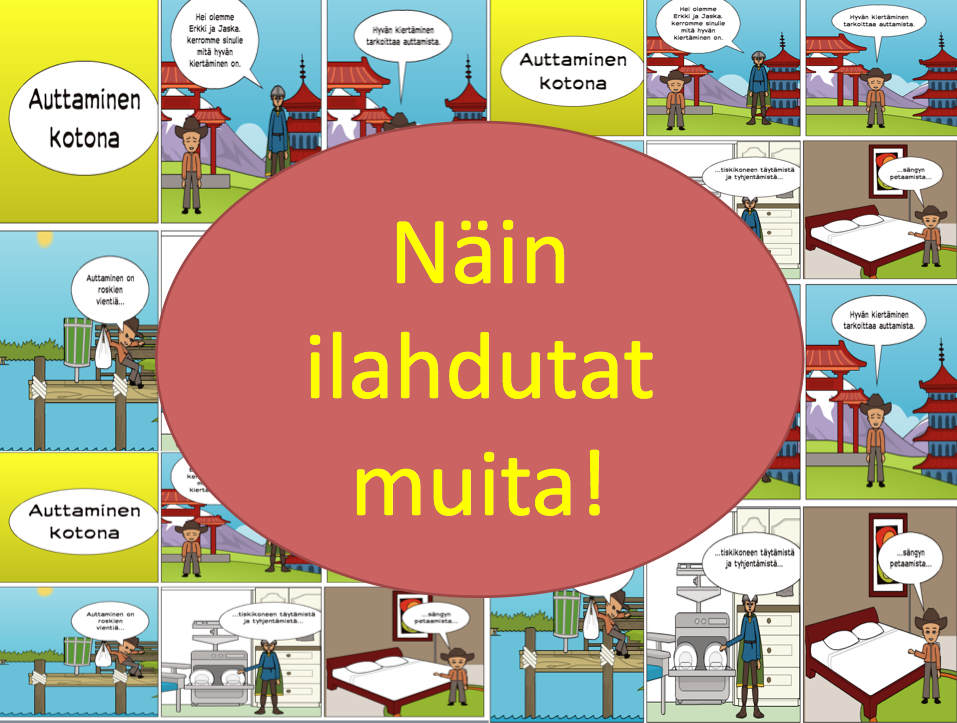 Auttaminen
kotona
Hei olemme
Erkki ja Jaska.
kerromme sinulle
mitä hyvän
kiertäminen on.
Hyvän kiertäminen
tarkoittaa auttamista.
Auttaminen
kotona
Hei olemme
Erkki ja Jaska.
kerromme sinulle
mitä hyvän
kiertäminen on.
Hyvän kiertäminen
tarkoittaa auttamista.
...tiskikoneen täytämistä
ja tyhjentämistä...
...sängyn
petaamista...
Auttaminen on
roskien
vientiä...
Näin
ilahdutat
muita!
Hyvän kiertäminen
tarkoittaa auttamista.
Auttaminen
kotona
...tiskikoneen täytämistä
ja tyhjentämistä...
...sängyn
petaamista...
Auttaminen on
roskien
vientiä...
...tiskikoneen täytämistä
ja tyhjentämistä...
...sängyn
petaamista...